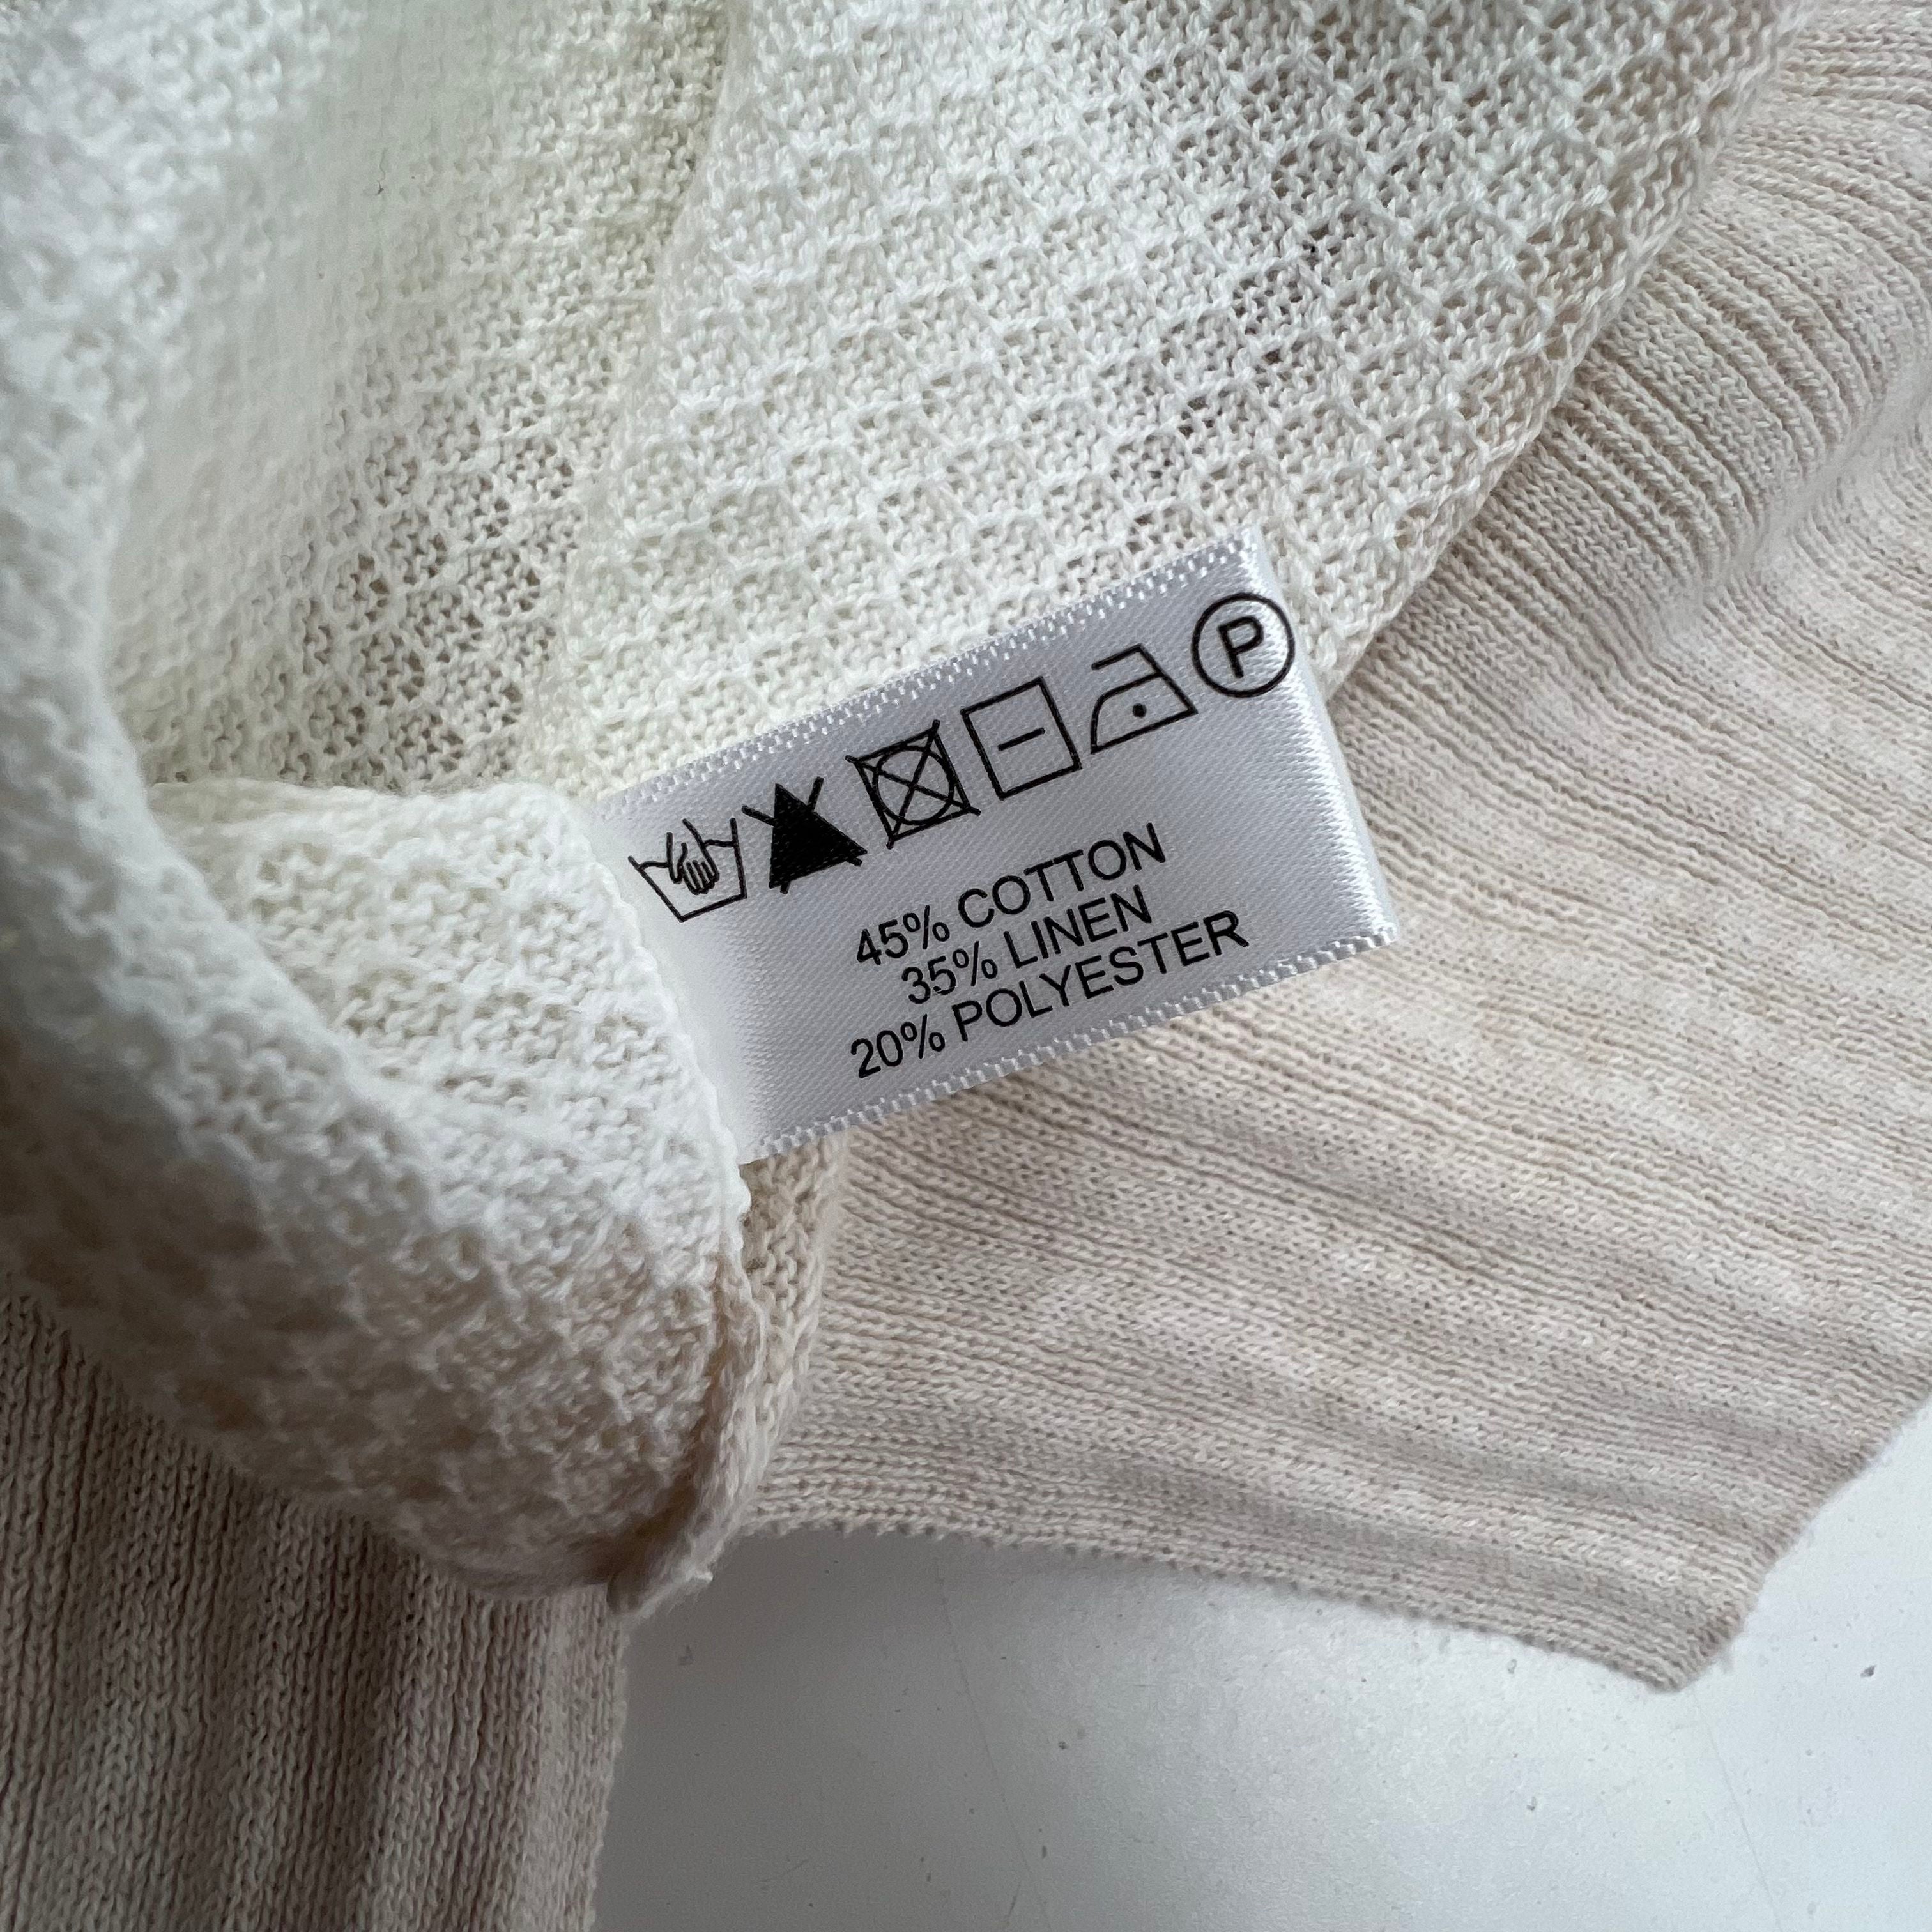 P
45% COTTON
35% LINEN
20% POLYESTER